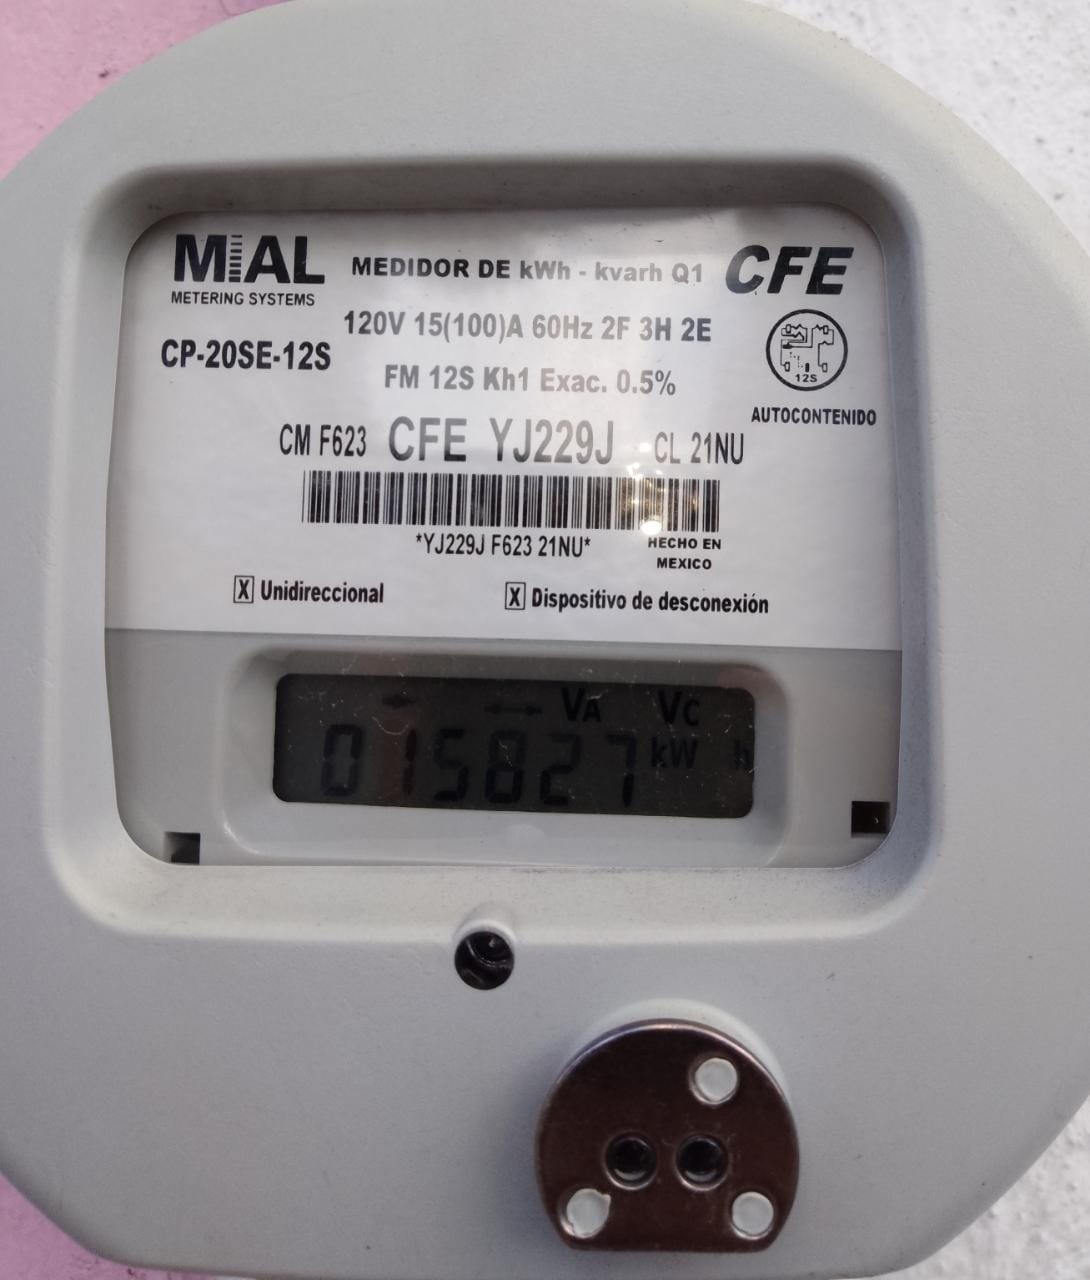 MIAL
METERING SYSTEMS
MEDIDOR DE kWh - kvarh Q1
CFE
120V 15(100)A 60Hz 2F 3H 2E
CP-20SE-12S
FM 12S Kh1 Exac. 0.5%
12S
AUTOCONTENIDO
CM F623 CFE YJ229J CL 21NU
*YJ229J F623 21NU*
HECHO EN
MEXICO
X Unidireccional
X Dispositivo de desconexión
VA VC
015827 kW h